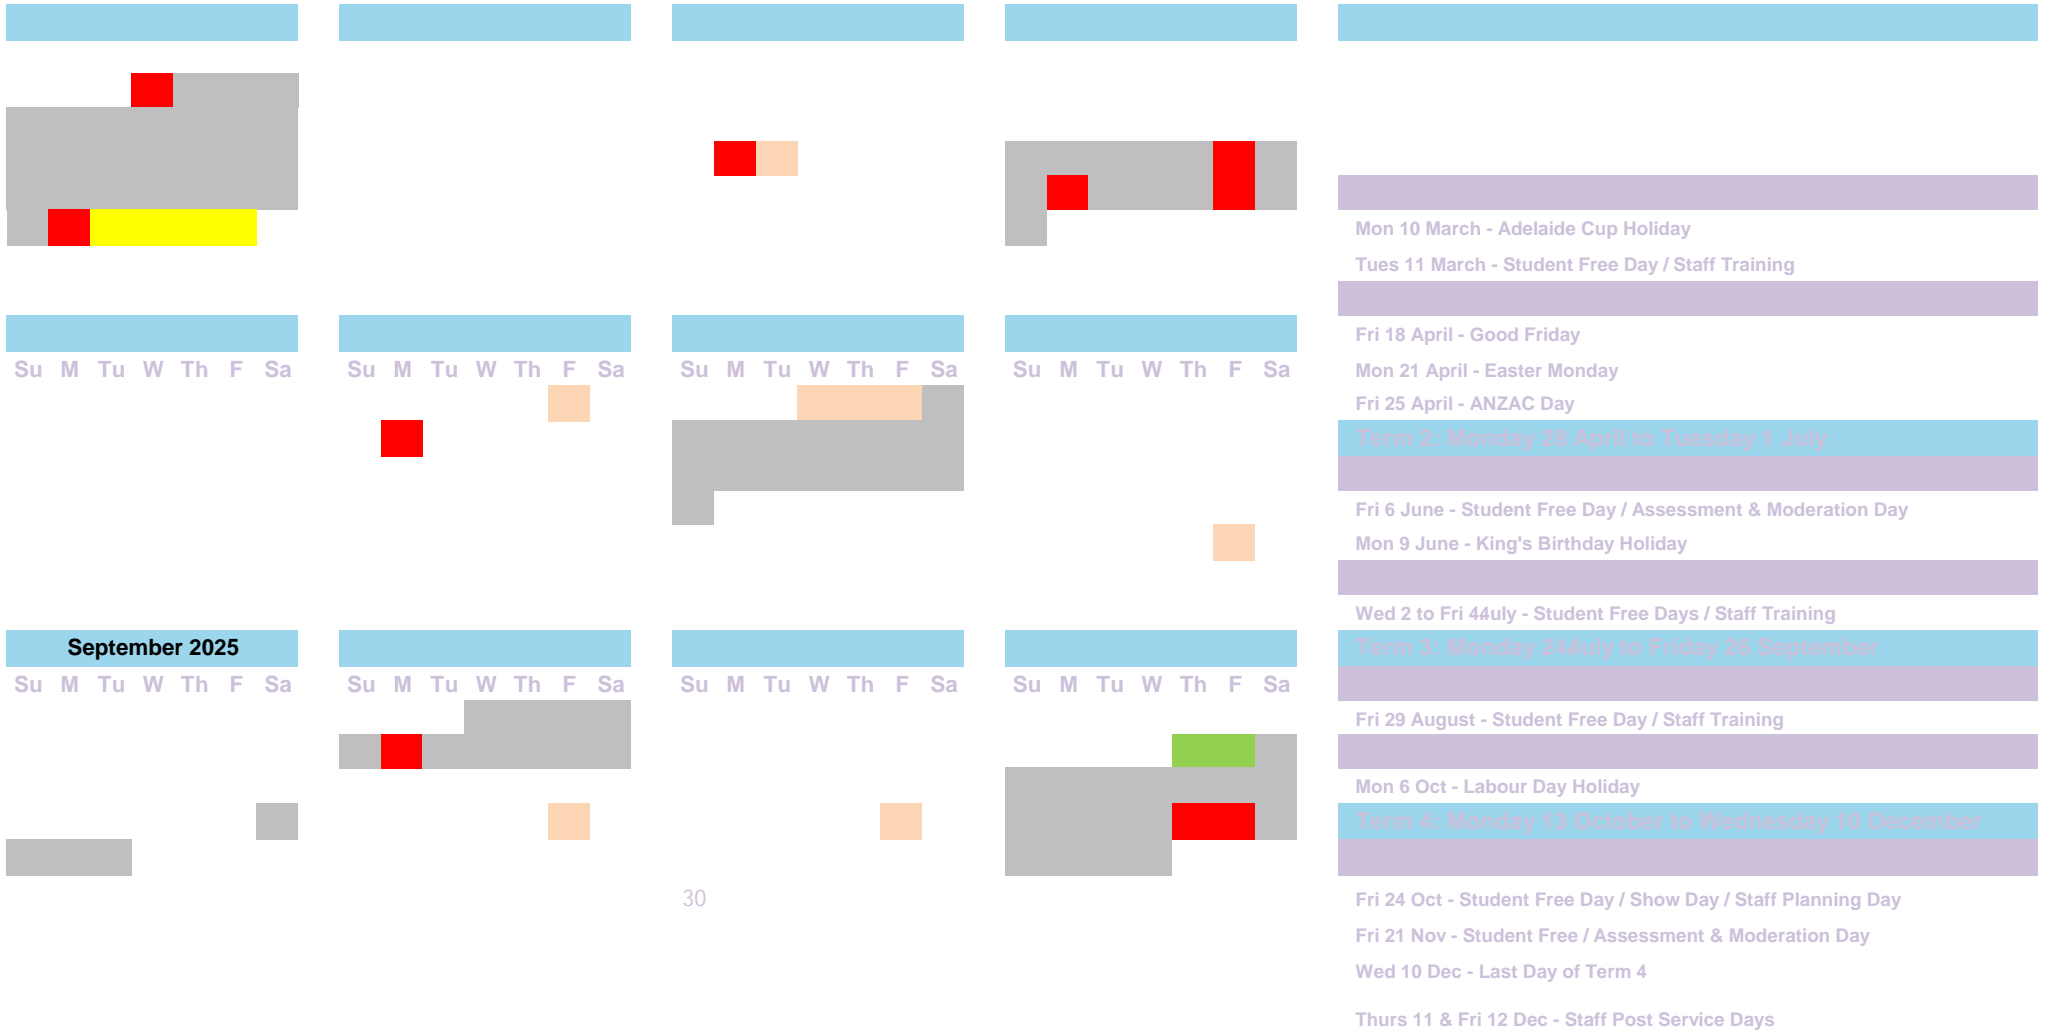 Mon 10 March - Adelaide Cup Holiday
Tues 11 March - Student Free Day / Staff Training
Fri 18 April - Good Friday
Su M Tu W Th F Sa Su M Tu W Th F Sa Su M Tu W Th F Sa Su M Tu W Th F Sa
Mon 21 April - Easter Monday
Fri 25 April - ANZAC Day
Term 2: Monday 28 April to Tuesday 1 July
Fri 6 June - Student Free Day / Assessment & Moderation Day
Mon 9 June - King's Birthday Holiday
Wed 2 to Fri 44uly - Student Free Days / Staff Training
September 2025
Term 3: Monday 244uly to Friday 26 September
Su M Tu W Th F Sa Su M Tu W Th F Sa Su M Tu W Th F Sa Su M Tu W Th F Sa
Fri 29 August - Student Free Day / Staff Training
Mon 6 Oct - Labour Day Holiday
Term 4: Monday 13 October to Wednesday 10 December
30
Fri 24 Oct - Student Free Day / Show Day / Staff Planning Day
Fri 21 Nov - Student Free / Assessment & Moderation Day
Wed 10 Dec - Last Day of Term 4
Thurs 11 & Fri 12 Dec - Staff Post Service Days